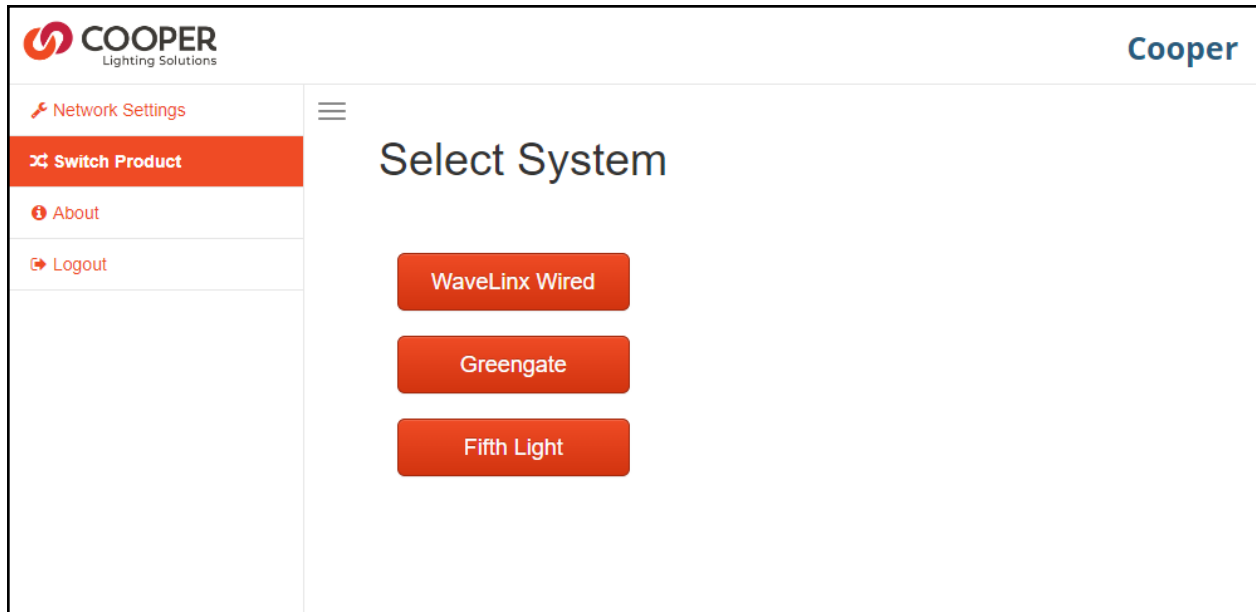 COOPER
Lighting Solutions
Cooper
Network Settings
Switch Product
About
Logout
Select System
WaveLinx Wired
Greengate
Fifth Light